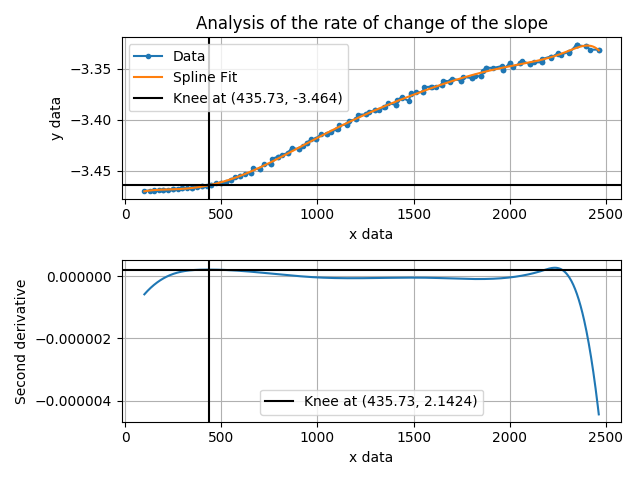 Analysis of the rate of change of the slope
Data
Spline Fit
Knee at (435.73, -3.464)
y data
−3.35
−3.40
−3.45
0
500
1000
1500
2000
2500
x data
Second derivative
0.000000
−0.000002
−0.000004
Knee at (435.73, 2.1424)
0
500
1000
1500
2000
2500
x data